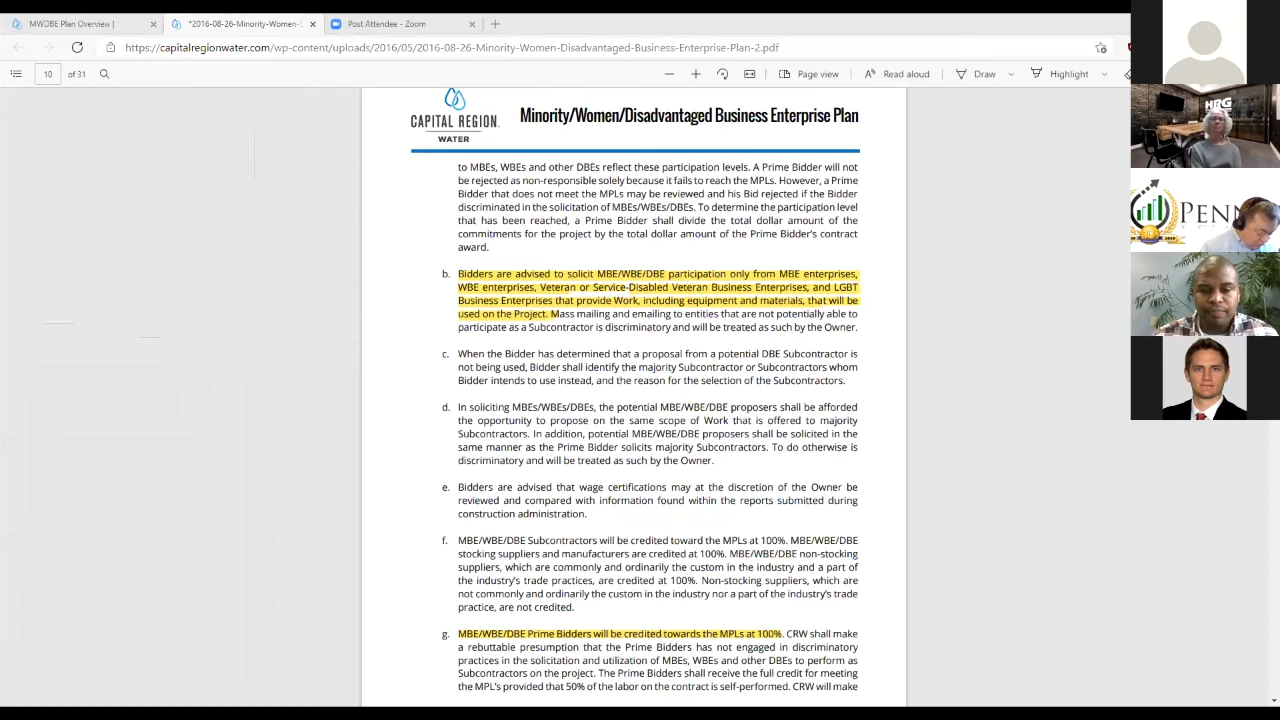 MWDBE Plan Overview |
*2016-08-26-Minority-Women-
Post Attendee - Zoom
https://capitalregionwater.com/wp-content/uploads/2016/05/2016-08-26-Minority-Women-Disadvantaged-Business-Enterprise-Plan-2.pdf
10 of 31
Page view
Read aloud
Draw
Highlight
HRG
PENN
CAPITAL REGION
WATER
Minority/Women/Disadvantaged Business Enterprise Plan
to MBEs, WBEs and other DBEs reflect these participation levels. A Prime Bidder will not
be rejected as non-responsible solely because it fails to reach the MPLs. However, a Prime
Bidder that does not meet the MPLs may be reviewed and his Bid rejected if the Bidder
discriminated in the solicitation of MBEs/WBEs/DBEs. To determine the participation level
that has been reached, a Prime Bidder shall divide the total dollar amount of the
commitments for the project by the total dollar amount of the Prime Bidder's contract
award.
b. Bidders are advised to solicit MBE/WBE/DBE participation only from MBE enterprises,
WBE enterprises, Veteran or Service-Disabled Veteran Business Enterprises, and LGBT
Business Enterprises that provide Work, including equipment and materials, that will be
used on the Project. Mass mailing and emailing to entities that are not potentially able to
participate as a Subcontractor is discriminatory and will be treated as such by the Owner.
c. When the Bidder has determined that a proposal from a potential DBE Subcontractor is
not being used, Bidder shall identify the majority Subcontractor or Subcontractors whom
Bidder intends to use instead, and the reason for the selection of the Subcontractors.
d. In soliciting MBEs/WBEs/DBEs, the potential MBE/WBE/DBE proposers shall be afforded
the opportunity to propose on the same scope of Work that is offered to majority
Subcontractors. In addition, potential MBE/WBE/DBE proposers shall be solicited in the
same manner as the Prime Bidder solicits majority Subcontractors. To do otherwise is
discriminatory and will be treated as such by the Owner.
e. Bidders are advised that wage certifications may at the discretion of the Owner be
reviewed and compared with information found within the reports submitted during
construction administration.
f. MBE/WBE/DBE Subcontractors will be credited toward the MPLs at 100%. MBE/WBE/DBE
stocking suppliers and manufacturers are credited at 100%. MBE/WBE/DBE non-stocking
suppliers, which are commonly and ordinarily the custom in the industry and a part of
the industry's trade practices, are credited at 100%. Non-stocking suppliers, which are
not commonly and ordinarily the custom in the industry nor a part of the industry's trade
practice, are not credited.
g. MBE/WBE/DBE Prime Bidders will be credited towards the MPLs at 100%. CRW shall make
a rebuttable presumption that the Prime Bidders has not engaged in discriminatory
practices in the solicitation and utilization of MBEs, WBEs and other DBEs to perform as
Subcontractors on the project. The Prime Bidders shall receive the full credit for meeting
the MPL's provided that 50% of the labor on the contract is self-performed. CRW will make